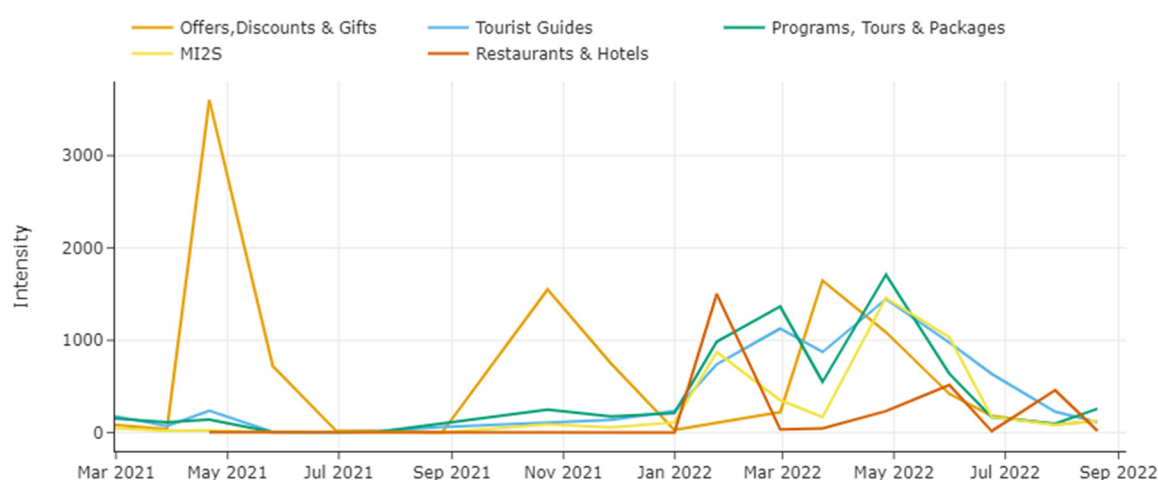 Offers,Discounts & Gifts Tourist Guides Programs, Tours & Packages
MI2S Restaurants & Hotels
3000
2000
1000
0
Intensity
Mar 2021 May 2021 Jul 2021 Sep 2021 Nov 2021 Jan 2022 Mar 2022 May 2022 Jul 2022 Sep 2022